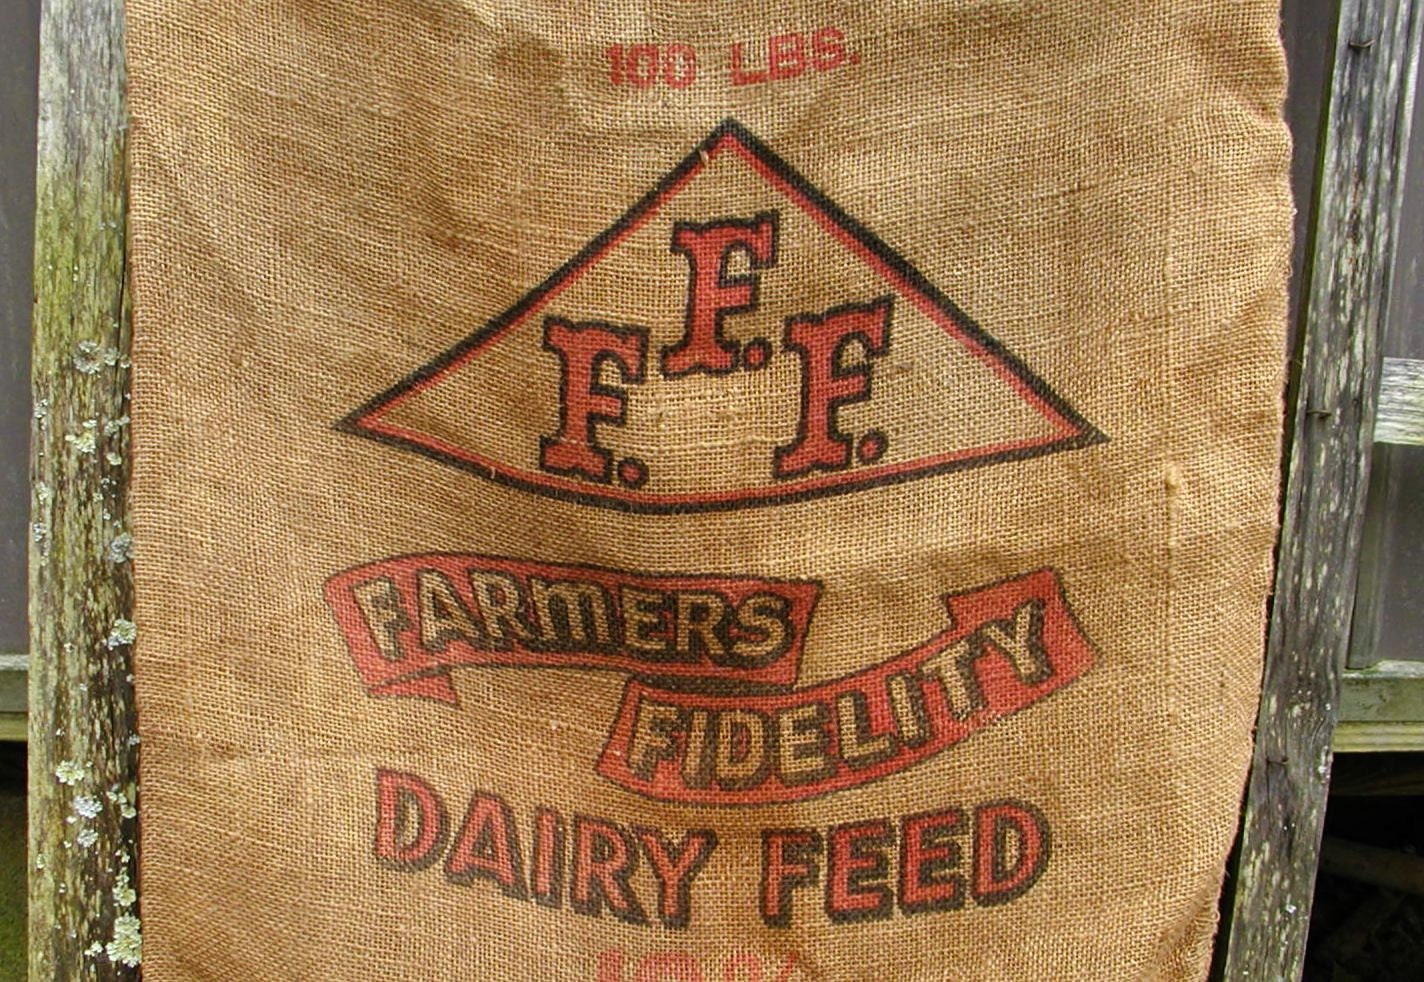 100 LBS.
F.
F. F.
FARMERS
FIDELITY
DAIRY FEED